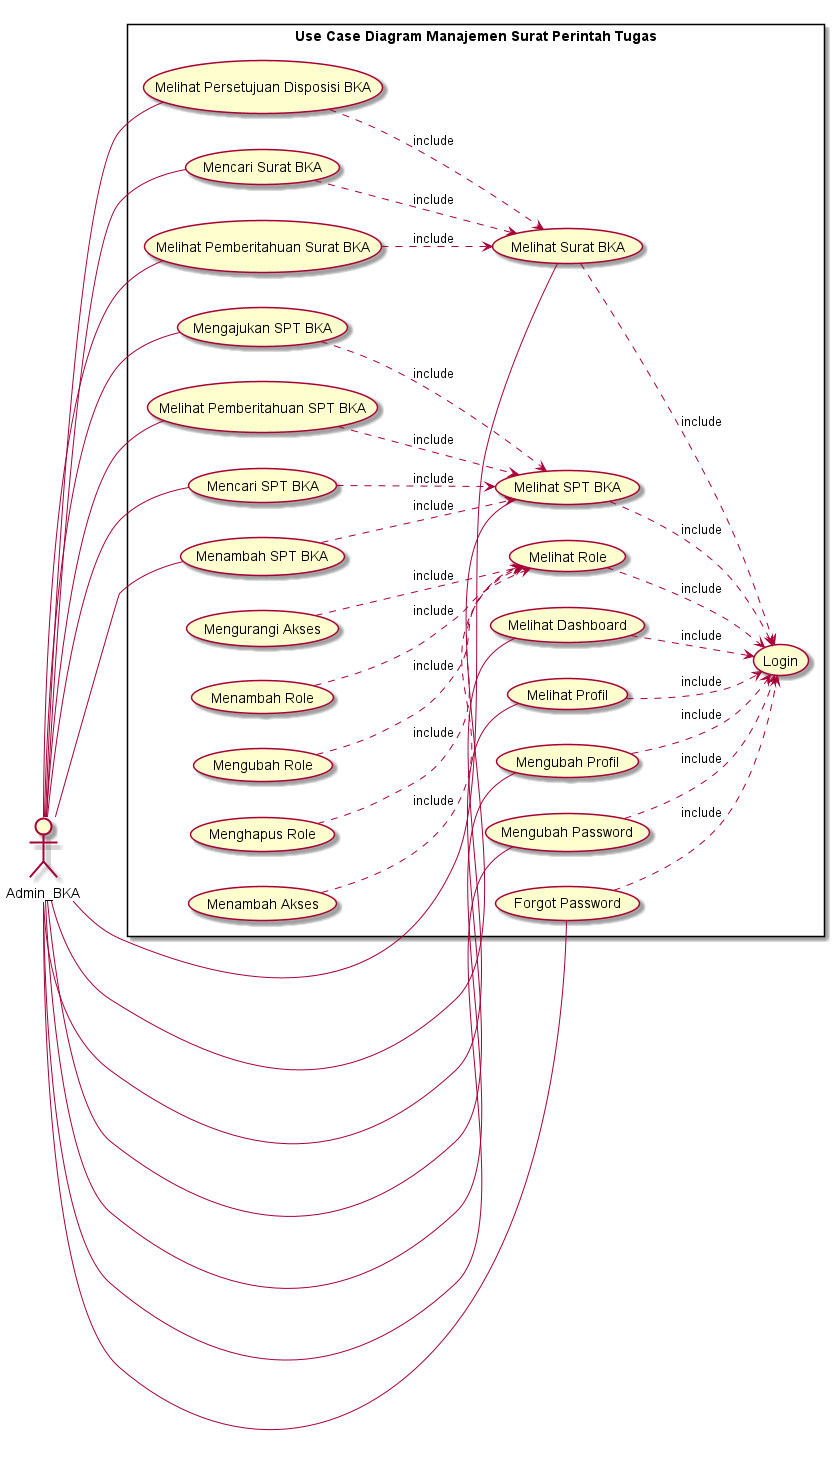 Use Case Diagram Manajemen Surat Perintah Tugas
Melihat Persetujuan Disposisi BKA
include
Mencari Surat BKA
include
Melihat Pemberitahuan Surat BKA
include
Melihat Surat BKA
Mengajukan SPT BKA
include
Melihat Pemberitahuan SPT BKA
include
include
Mencari SPT BKA
include
Melihat SPT BKA
include
Menambah SPT BKA
include
Melihat Role
include
Mengurangi Akses
include
Melihat Dashboard
include
Menambah Role
include
Login
Melihat Profil
include
Mengubah Role
include
Mengubah Profil
include
Menghapus Role
include
Mengubah Password
include
Menambah Akses
include
Forgot Password
include
Admin_BKA